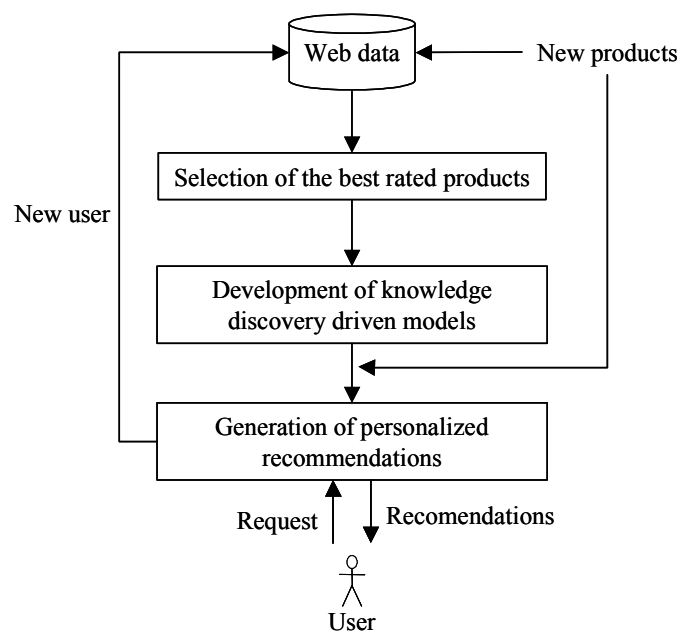 Web data
New products
Selection of the best rated products
New user
Development of knowledge
discovery driven models
Generation of personalized
recommendations
Request
Recomendations
User